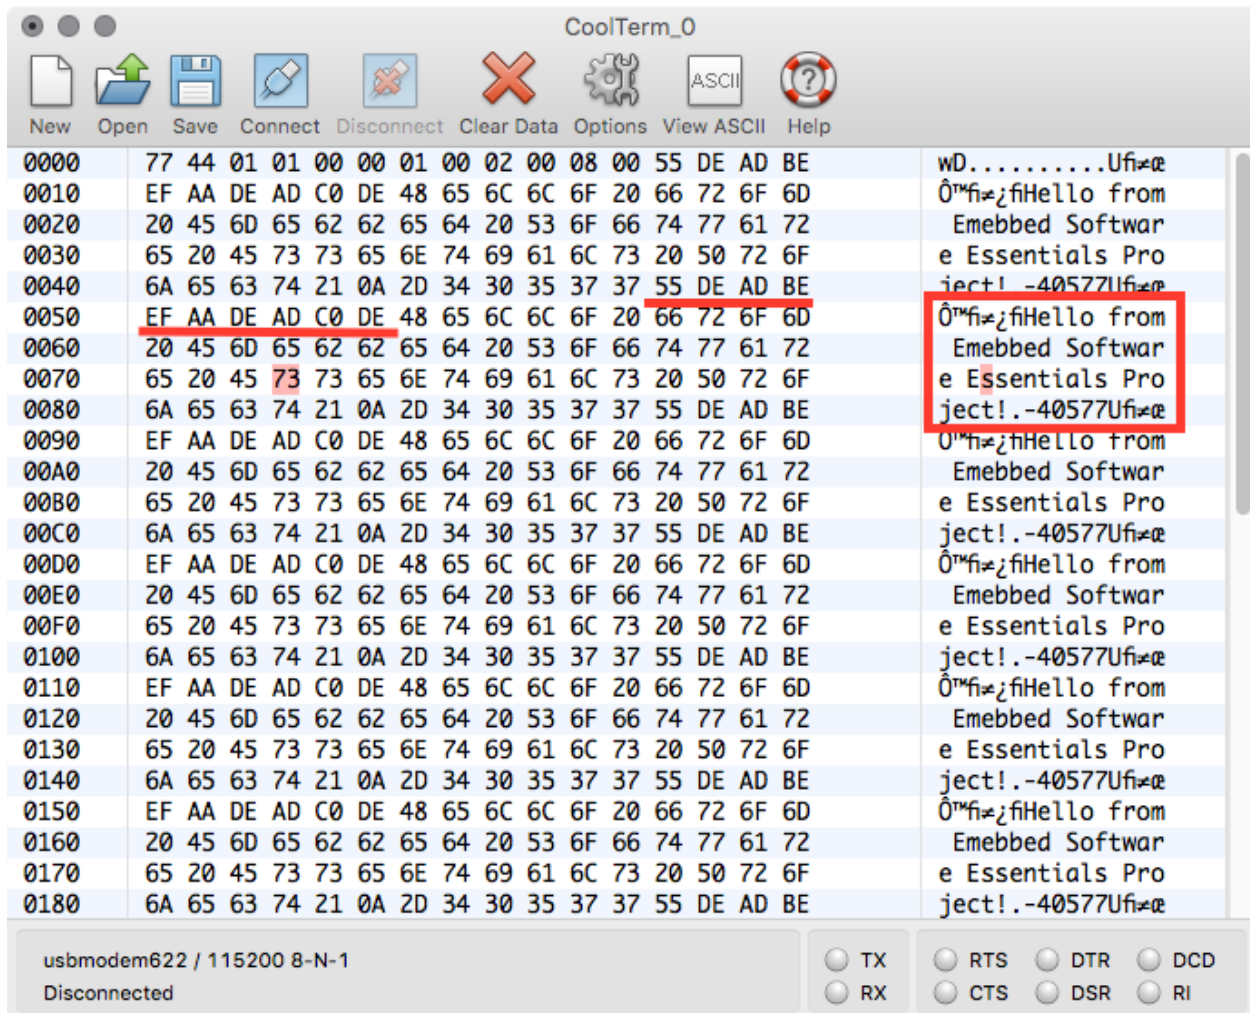 CoolTerm_0
ASCII
New Open Save Connect Disconnect Clear Data Options View ASCII Help
0000 77 44 01 01 00 00 01 00 02 00 08 00 55 DE AD BE wD..........Ufi≠œ
0010 EF AA DE AD C0 DE 48 65 6C 6C 6F 20 66 72 6F 6D Ô™fi≠¿fiHello from
0020 20 45 6D 65 62 62 65 64 20 53 6F 66 74 77 61 72 Emebbed Softwar
0030 65 20 45 73 73 65 6E 74 69 61 6C 73 20 50 72 6F e Essentials Pro
0040 6A 65 63 74 21 0A 2D 34 30 35 37 37 55 DE AD BE ject!.-40577Ufi≠œ
0050 EF AA DE AD C0 DE 48 65 6C 6C 6F 20 66 72 6F 6D Ô™fi≠¿fiHello from
0060 20 45 6D 65 62 62 65 64 20 53 6F 66 74 77 61 72 Emebbed Softwar
0070 65 20 45 73 73 65 6E 74 69 61 6C 73 20 50 72 6F e Essentials Pro
0080 6A 65 63 74 21 0A 2D 34 30 35 37 37 55 DE AD BE ject!.-40577Ufi≠œ
0090 EF AA DE AD C0 DE 48 65 6C 6C 6F 20 66 72 6F 6D Ô™fi≠¿fiHello from
00A0 20 45 6D 65 62 62 65 64 20 53 6F 66 74 77 61 72 Emebbed Softwar
00B0 65 20 45 73 73 65 6E 74 69 61 6C 73 20 50 72 6F e Essentials Pro
00C0 6A 65 63 74 21 0A 2D 34 30 35 37 37 55 DE AD BE ject!.-40577Ufi≠œ
00D0 EF AA DE AD C0 DE 48 65 6C 6C 6F 20 66 72 6F 6D Ô™fi≠¿fiHello from
00E0 20 45 6D 65 62 62 65 64 20 53 6F 66 74 77 61 72 Emebbed Softwar
00F0 65 20 45 73 73 65 6E 74 69 61 6C 73 20 50 72 6F e Essentials Pro
0100 6A 65 63 74 21 0A 2D 34 30 35 37 37 55 DE AD BE ject!.-40577Ufi≠œ
0110 EF AA DE AD C0 DE 48 65 6C 6C 6F 20 66 72 6F 6D Ô™fi≠¿fiHello from
0120 20 45 6D 65 62 62 65 64 20 53 6F 66 74 77 61 72 Emebbed Softwar
0130 65 20 45 73 73 65 6E 74 69 61 6C 73 20 50 72 6F e Essentials Pro
0140 6A 65 63 74 21 0A 2D 34 30 35 37 37 55 DE AD BE ject!.-40577Ufi≠œ
0150 EF AA DE AD C0 DE 48 65 6C 6C 6F 20 66 72 6F 6D Ô™fi≠¿fiHello from
0160 20 45 6D 65 62 62 65 64 20 53 6F 66 74 77 61 72 Emebbed Softwar
0170 65 20 45 73 73 65 6E 74 69 61 6C 73 20 50 72 6F e Essentials Pro
0180 6A 65 63 74 21 0A 2D 34 30 35 37 37 55 DE AD BE ject!.-40577Ufi≠œ
usbmodem622 / 115200 8-N-1 TX RTS DTR DCD
Disconnected RX CTS DSR RI